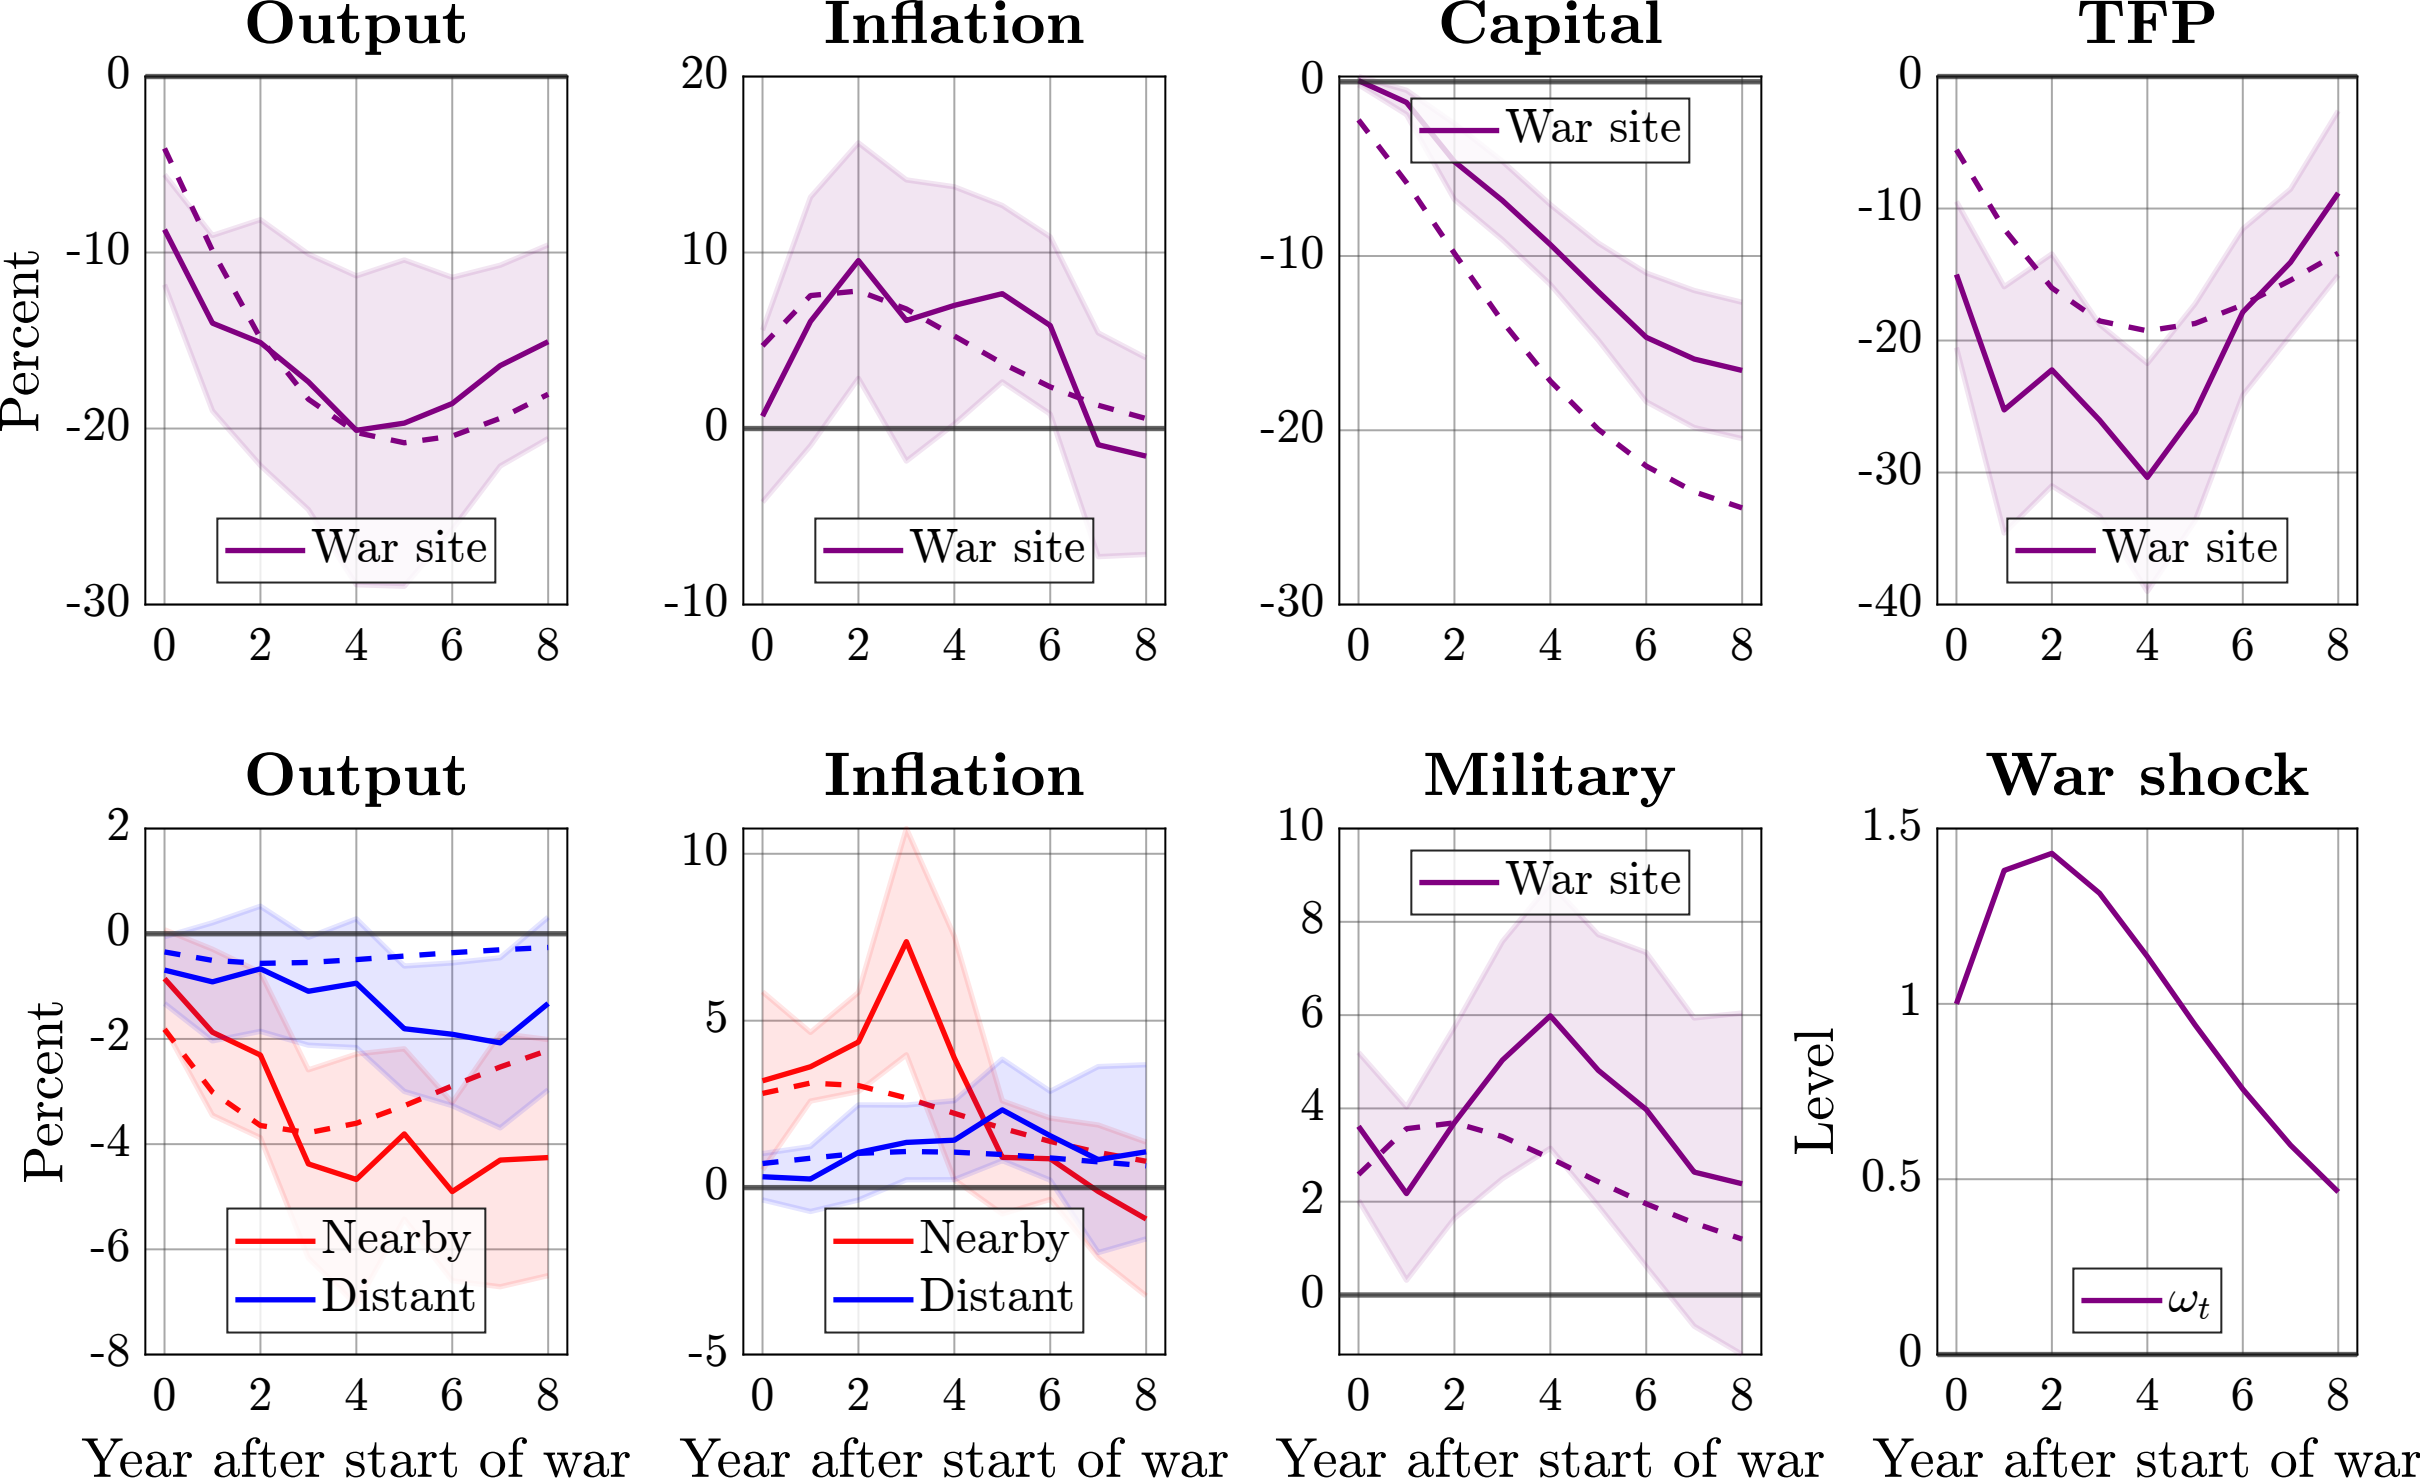 Output
Inflation
Capital
TFP
Percent
0
-10
-20
-30
0 2 4 6 8
War site
20
10
0
-10
0 2 4 6 8
War site
0
-10
-20
-30
0 2 4 6 8
War site
0
-10
-20
-30
-40
0 2 4 6 8
War site
Output
Inflation
Military
War shock
Percent
2
0
-2
-4
-6
-8
0 2 4 6 8
Nearby
Distant
Year after start of war
10
5
0
-5
0 2 4 6 8
Nearby
Distant
Year after start of war
10
8
6
4
2
0
0 2 4 6 8
War site
Year after start of war
Level
1.5
1
0.5
0
0 2 4 6 8
ω_t
Year after start of war